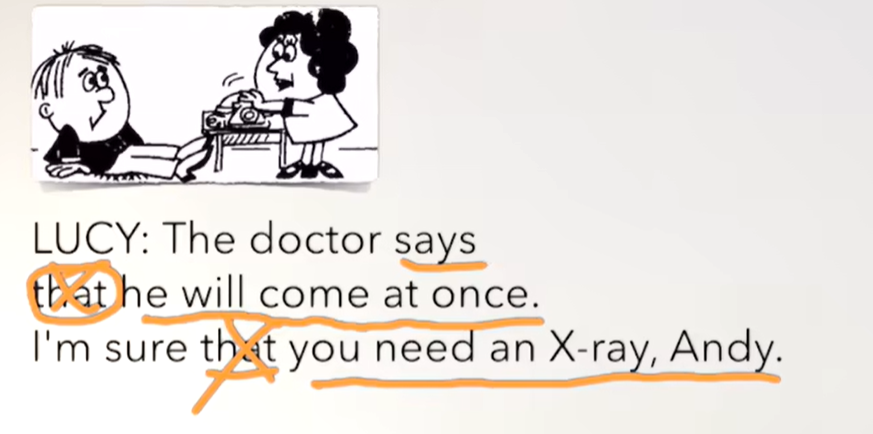 LUCY: The doctor says
that he will come at once.
I'm sure that you need an X-ray, Andy.